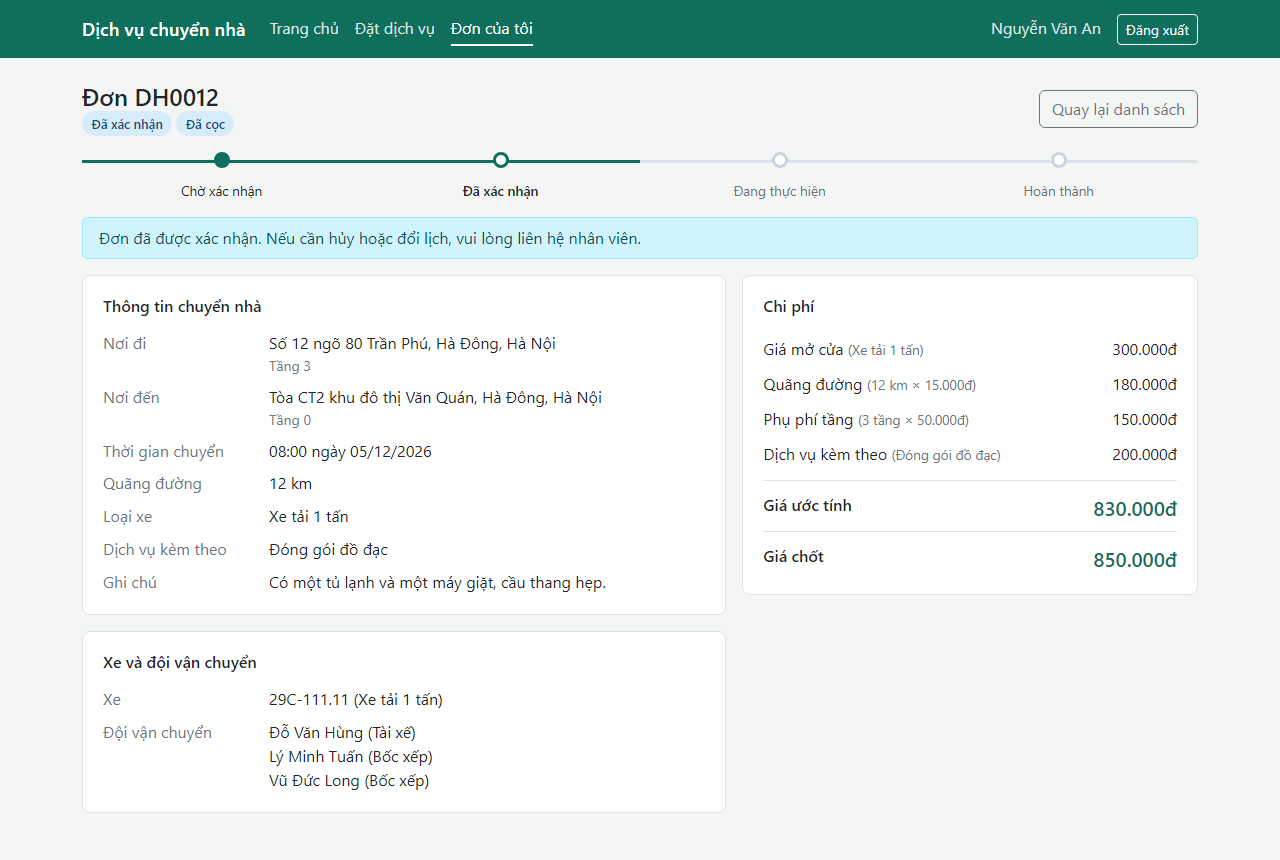 Dịch vụ chuyển nhà Trang chủ Đặt dịch vụ Đơn của tôi Nguyễn Văn An Đăng xuất
Đơn DH0012
Đã xác nhận Đã cọc
Quay lại danh sách
Chờ xác nhận Đã xác nhận Đang thực hiện Hoàn thành
Đơn đã được xác nhận. Nếu cần hủy hoặc đổi lịch, vui lòng liên hệ nhân viên.
Thông tin chuyển nhà
Nơi đi Số 12 ngõ 80 Trần Phú, Hà Đông, Hà Nội
Tầng 3
Nơi đến Tòa CT2 khu đô thị Văn Quán, Hà Đông, Hà Nội
Tầng 0
Thời gian chuyển 08:00 ngày 05/12/2026
Quãng đường 12 km
Loại xe Xe tải 1 tấn
Dịch vụ kèm theo Đóng gói đồ đạc
Ghi chú Có một tủ lạnh và một máy giặt, cầu thang hẹp.
Chi phí
Giá mở cửa (Xe tải 1 tấn) 300.000đ
Quãng đường (12 km × 15.000đ) 180.000đ
Phụ phí tầng (3 tầng × 50.000đ) 150.000đ
Dịch vụ kèm theo (Đóng gói đồ đạc) 200.000đ
Giá ước tính 830.000đ
Giá chốt 850.000đ
Xe và đội vận chuyển
Xe 29C-111.11 (Xe tải 1 tấn)
Đội vận chuyển Đỗ Văn Hùng (Tài xế)
Lý Minh Tuấn (Bốc xếp)
Vũ Đức Long (Bốc xếp)